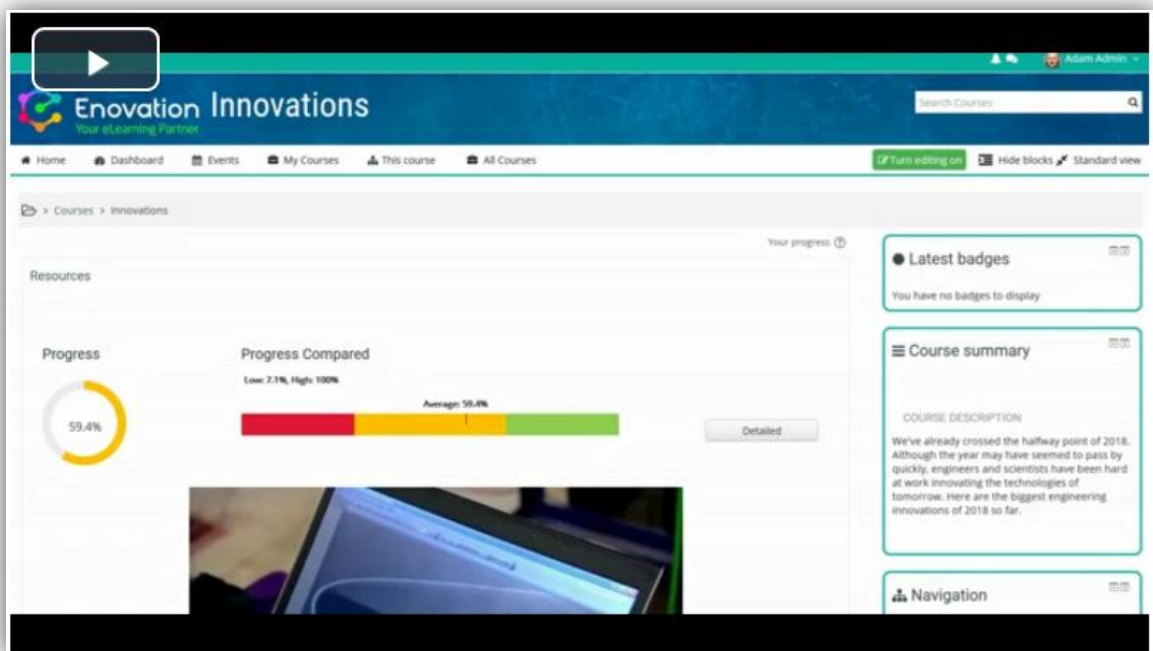 Adam Admin
Enovation Innovations
Your eLearning Partner
Search Courses
Home Dashboard Events My Courses This course All Courses
Turn editing on Hide blocks Standard view
> Courses > Innovations
Your progress
Resources
Progress
59.4%
Progress Compared
Low: 7.1%, High: 100%
Average: 59.4%
Detailed
Latest badges
You have no badges to display
Course summary
COURSE DESCRIPTION
We've already crossed the halfway point of 2018.
Although the year may have seemed to pass by
quickly, engineers and scientists have been hard
at work innovating the technologies of
tomorrow. Here are the biggest engineering
innovations of 2018 so far.
Navigation